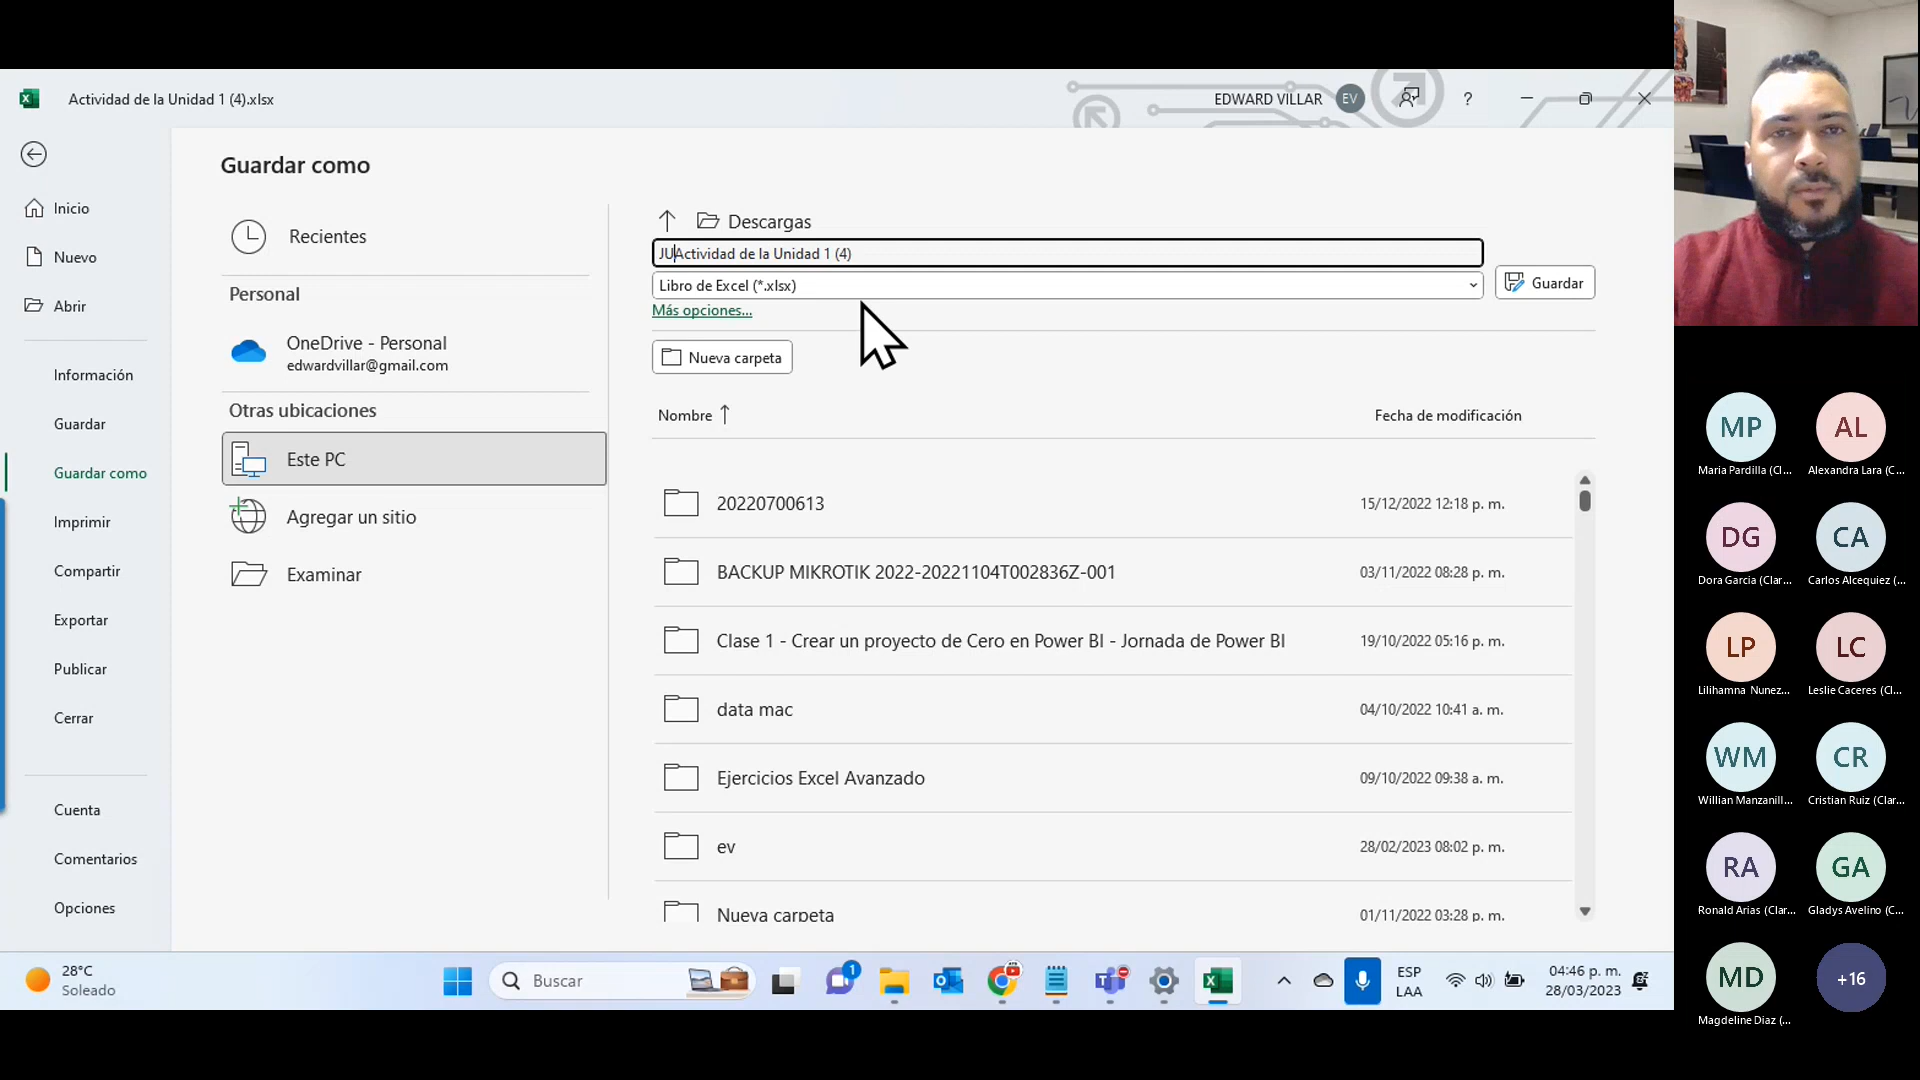 Actividad de la Unidad 1 (4).xlsx
EDWARD VILLAR
EV
?
Inicio
Nuevo
Abrir
Información
Guardar
Guardar como
Imprimir
Compartir
Exportar
Publicar
Cerrar
Cuenta
Comentarios
Opciones
Guardar como
Recientes
Personal
OneDrive - Personal
edwardvillar@gmail.com
Otras ubicaciones
Este PC
Agregar un sitio
Examinar
Descargas
JUActividad de la Unidad 1 (4)
Libro de Excel (*.xlsx)
Guardar
Más opciones...
Nueva carpeta
Nombre
Fecha de modificación
20220700613
15/12/2022 12:18 p. m.
BACKUP MIKROTIK 2022-20221104T002836Z-001
03/11/2022 08:28 p. m.
Clase 1 - Crear un proyecto de Cero en Power BI - Jornada de Power BI
19/10/2022 05:16 p. m.
data mac
04/10/2022 10:41 a. m.
Ejercicios Excel Avanzado
09/10/2022 09:38 a. m.
ev
28/02/2023 08:02 p. m.
Nueva carpeta
01/11/2022 03:28 p. m.
28°C
Soleado
Buscar
1
ESP
LAA
04:46 p. m.
28/03/2023
MP
Maria Pardilla (Cl...
AL
Alexandra Lara (C...
DG
Dora Garcia (Clar...
CA
Carlos Alcequiez (...
LP
Lilihamna Nunez...
LC
Leslie Caceres (Cl...
WM
Willian Manzanill...
CR
Cristian Ruiz (Clar...
RA
Ronald Arias (Clar...
GA
Gladys Avelino (C...
MD
Magdeline Diaz (...
+16